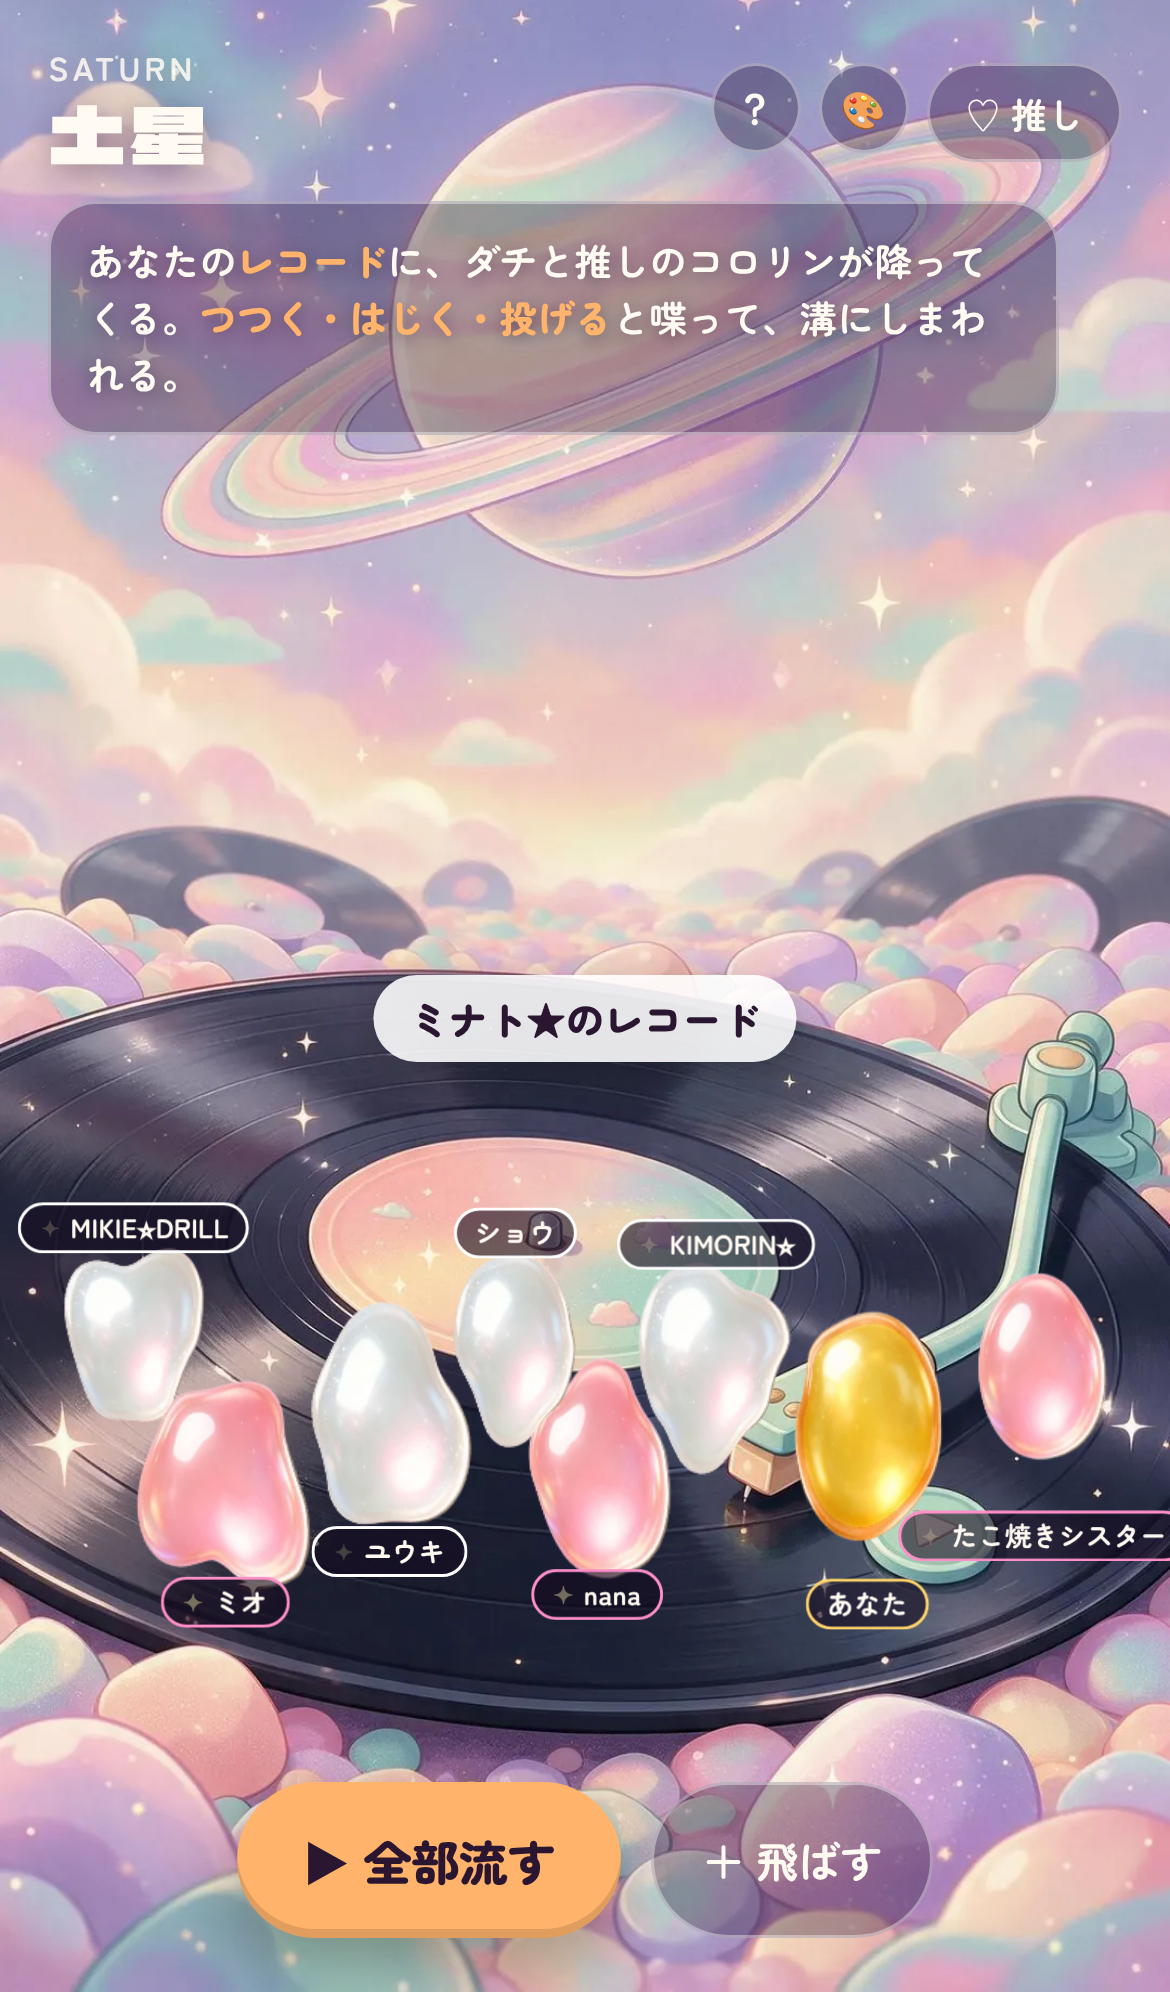 SATURN
土星
?
♡ 推し
あなたのレコードに、ダチと推しのコロリンが降って
くる。つつく・はじく・投げると喋って、溝にしまわ
れる。
ミナト★のレコード
MIKIE★DRILL
ショウ
KIMORIN★
ユウキ
たこ焼きシスター
ミオ
nana
あなた
▶ 全部流す
＋ 飛ばす